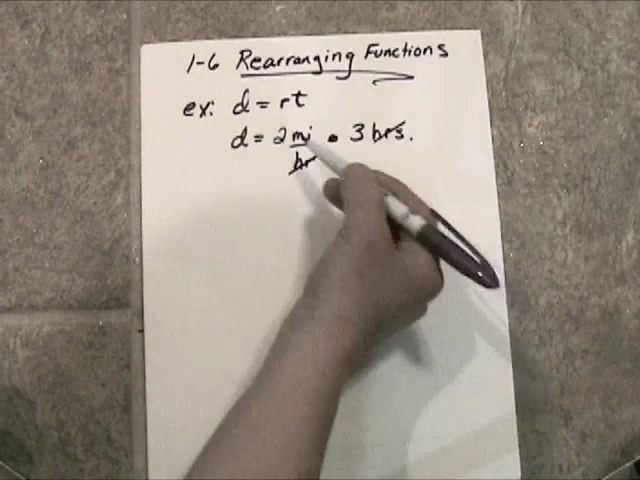 1-6 Rearranging Functions
ex: d = rt
d = 2 mi/hr • 3 hrs.